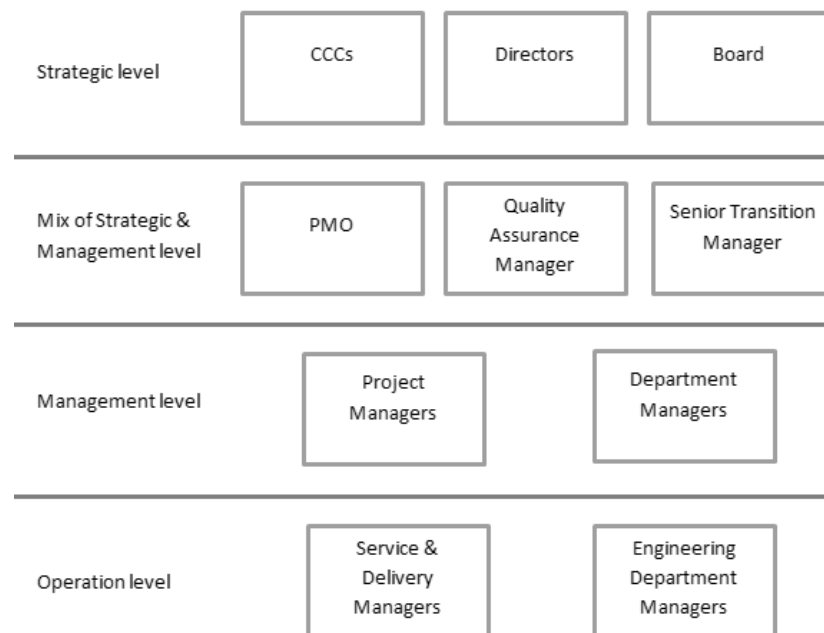 Strategic level
CCCs
Directors
Board
Mix of Strategic &
Management level
PMO
Quality
Assurance
Manager
Senior Transition
Manager
Management level
Project
Managers
Department
Managers
Operation level
Service &
Delivery
Managers
Engineering
Department
Managers